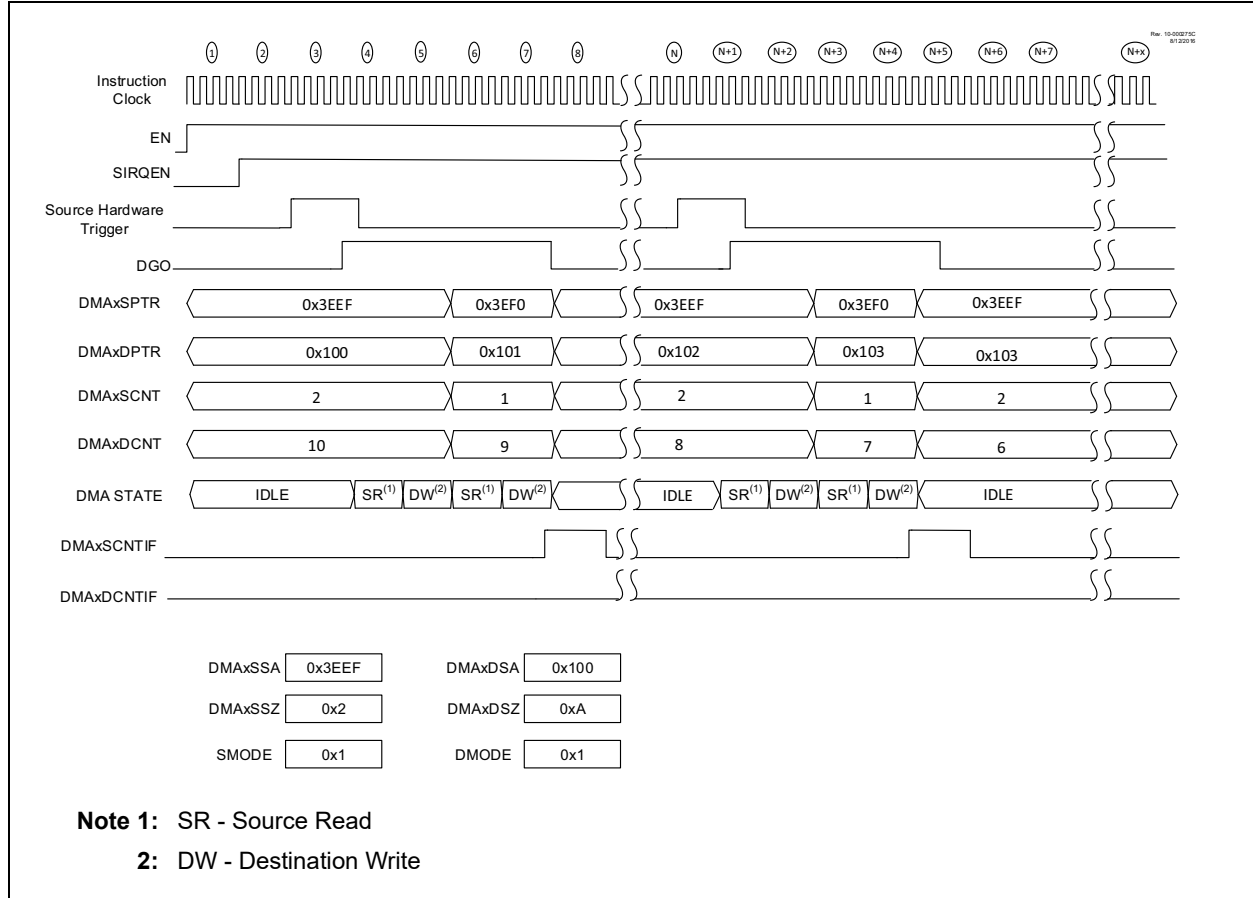 Rev. 10-000275C
8/12/2016
1 2 3 4 5 6 7 8 N N+1 N+2 N+3 N+4 N+5 N+6 N+7 N+x
Instruction
Clock
EN
SIRQEN
Source Hardware
Trigger
DGO
DMAxSPTR 0x3EEF 0x3EF0 0x3EEF 0x3EF0 0x3EEF
DMAxDPTR 0x100 0x101 0x102 0x103 0x103
DMAxSCNT 2 1 2 1 2
DMAxDCNT 10 9 8 7 6
DMA STATE IDLE SR(1) DW(2) SR(1) DW(2) IDLE SR(1) DW(2) SR(1) DW(2) IDLE
DMAxSCNTIF
DMAxDCNTIF
DMAxSSA 0x3EEF DMAxDSA 0x100
DMAxSSZ 0x2 DMAxDSZ 0xA
SMODE 0x1 DMODE 0x1
Note 1: SR - Source Read
2: DW - Destination Write